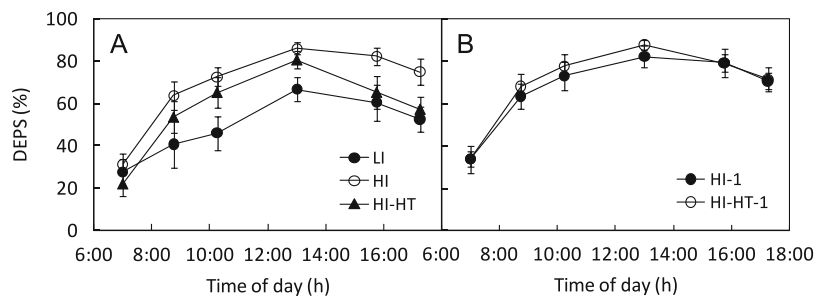 A
B
100
80
60
40
20
0
DEPS (%)
LI
HI
HI-HT
HI-1
HI-HT-1
6:00 8:00 10:00 12:00 14:00 16:00 6:00 8:00 10:00 12:00 14:00 16:00 18:00
Time of day (h) Time of day (h)